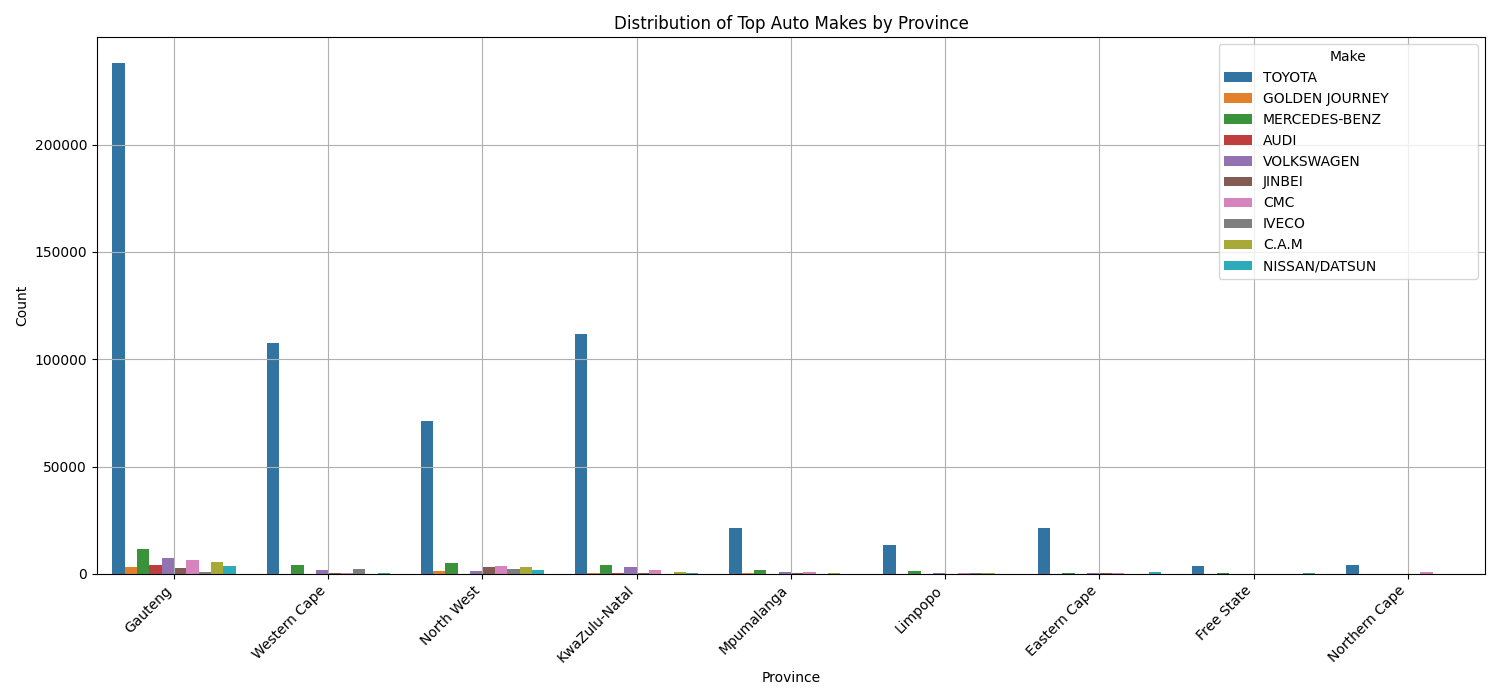 Distribution of Top Auto Makes by Province
Make
TOYOTA
GOLDEN JOURNEY
MERCEDES-BENZ
AUDI
VOLKSWAGEN
JINBEI
CMC
IVECO
C.A.M
NISSAN/DATSUN
Count
200000
150000
100000
50000
0
Gauteng
Western Cape
North West
KwaZulu-Natal
Mpumalanga
Limpopo
Eastern Cape
Free State
Northern Cape
Province